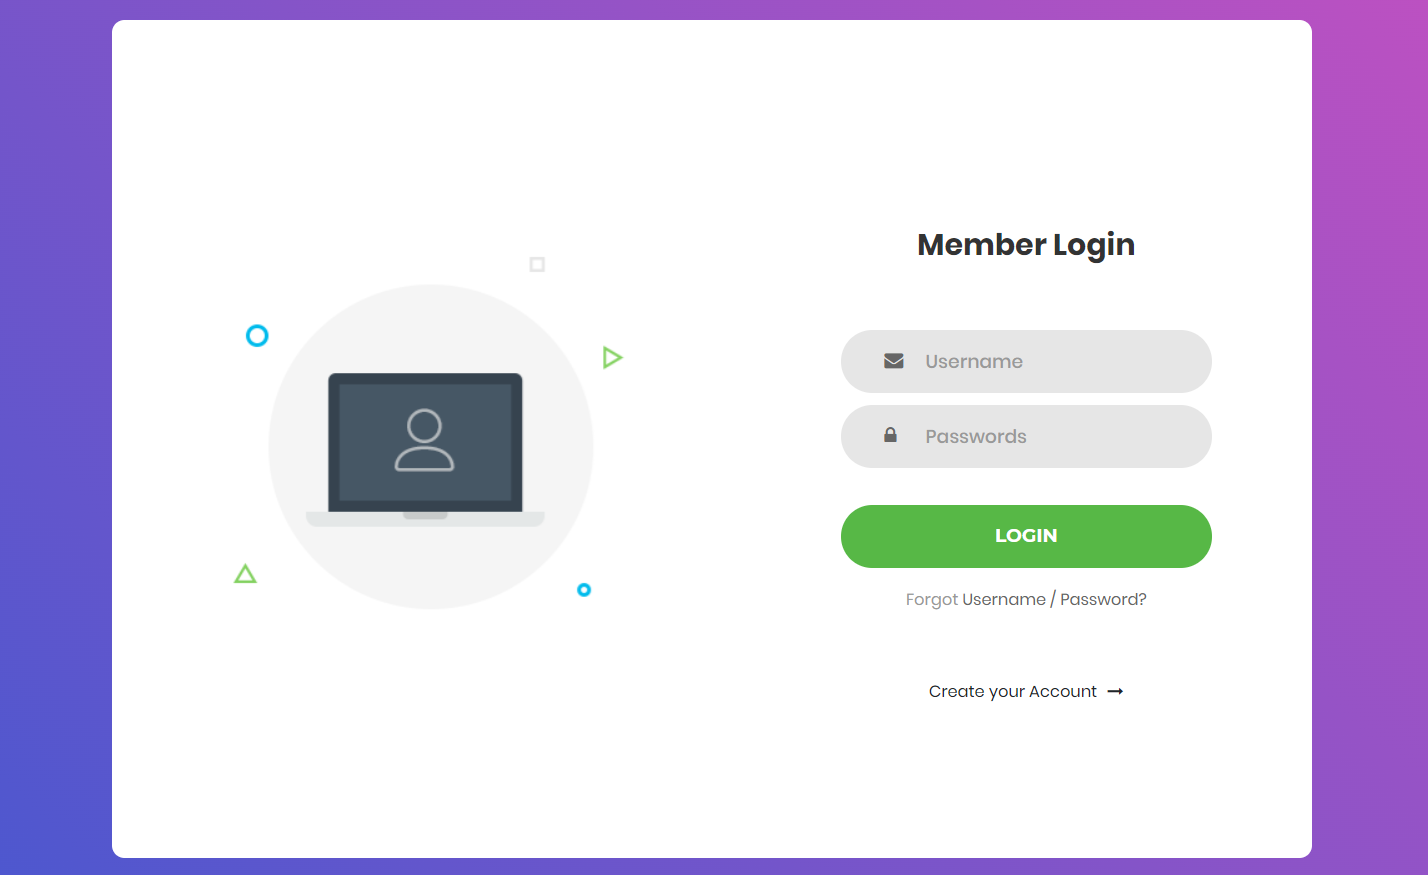 Member Login
Username
Passwords
LOGIN
Forgot Username / Password?
Create your Account